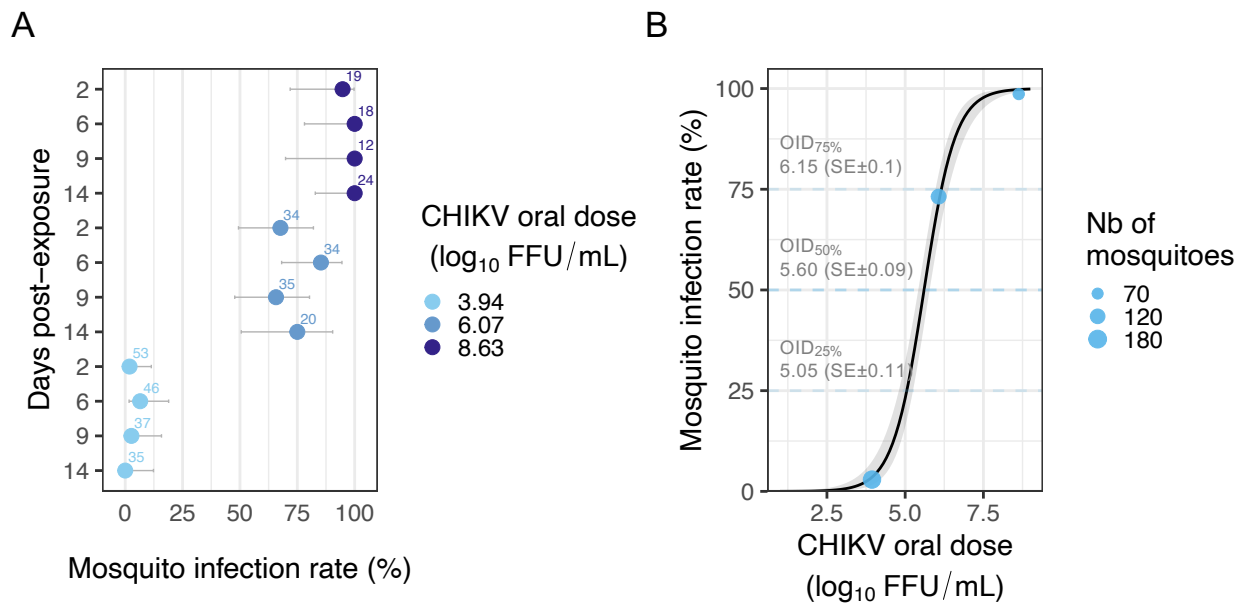 A
Days post−exposure
2
6
9
14
2
6
9
14
2
6
9
14
19
18
12
24
34
34
35
20
53
46
37
35
0 25 50 75 100
Mosquito infection rate (%)
CHIKV oral dose
(log10 FFU/mL)
3.94
6.07
8.63
B
Mosquito infection rate (%)
100
75
50
25
0
OID75%
6.15 (SE±0.1)
OID50%
5.60 (SE±0.09)
OID25%
5.05 (SE±0.11)
2.5 5.0 7.5
CHIKV oral dose
(log10 FFU/mL)
Nb of
mosquitoes
70
120
180